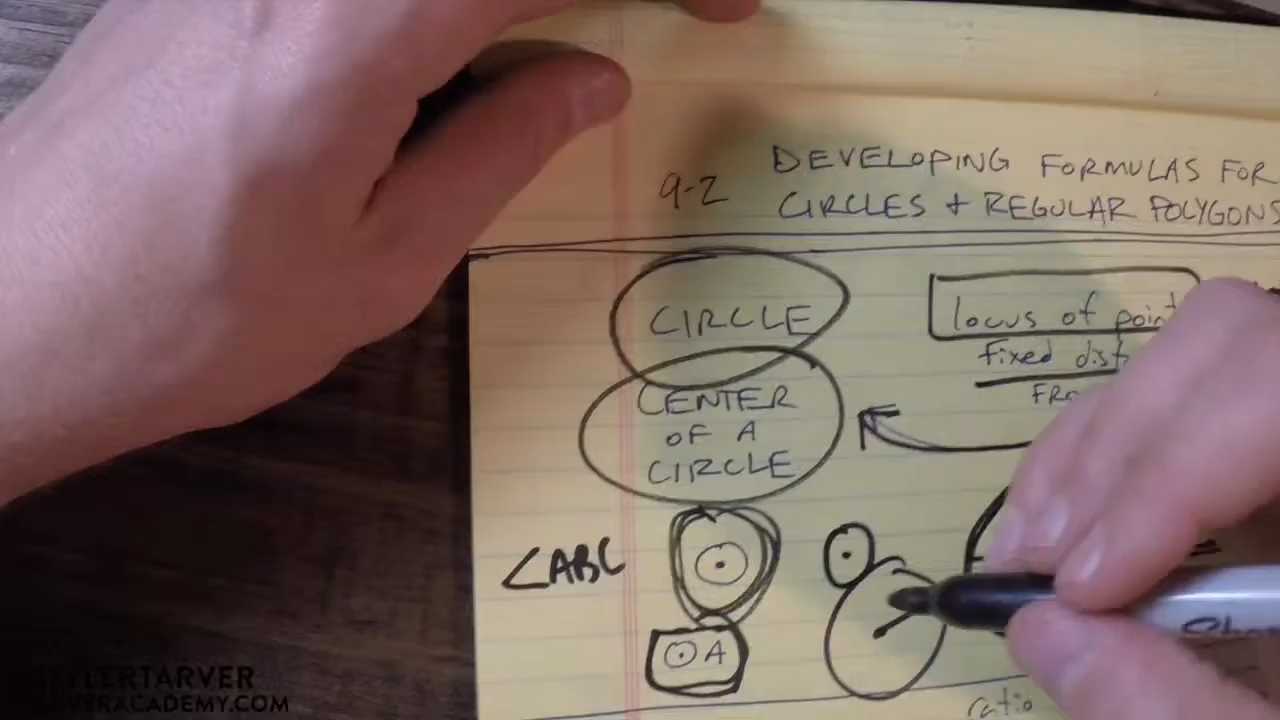 9-2 DEVELOPING FORMULAS FOR
CIRCLES + REGULAR POLYGONS
CIRCLE
locus of point
fixed dist
CENTER
OF A
CIRCLE
<ABC
⊙A
ratio